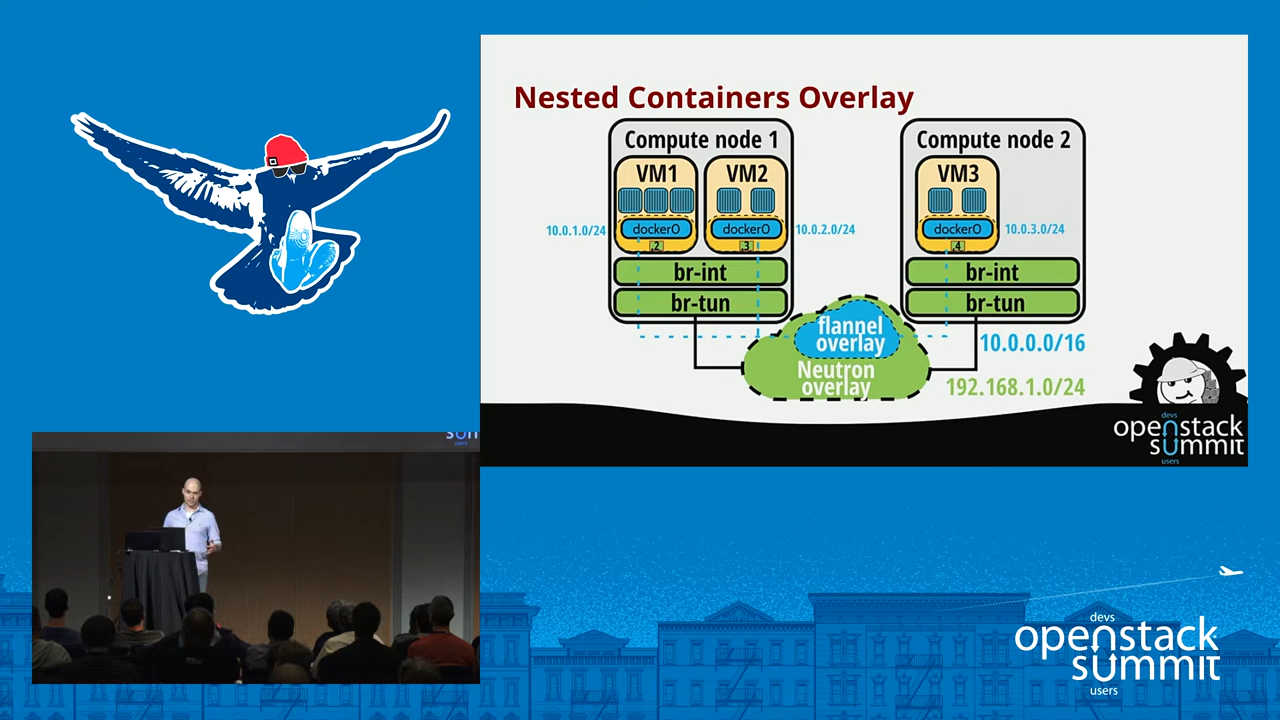 Nested Containers Overlay
Compute node 1
Compute node 2
VM1
VM2
VM3
10.0.1.0/24
docker0
docker0
10.0.2.0/24
docker0
10.0.3.0/24
.2
.3
.4
br-int
br-int
br-tun
br-tun
flannel
overlay
10.0.0.0/16
Neutron
overlay
192.168.1.0/24
devs
openstack
summit
users
devs
openstack
summit
users